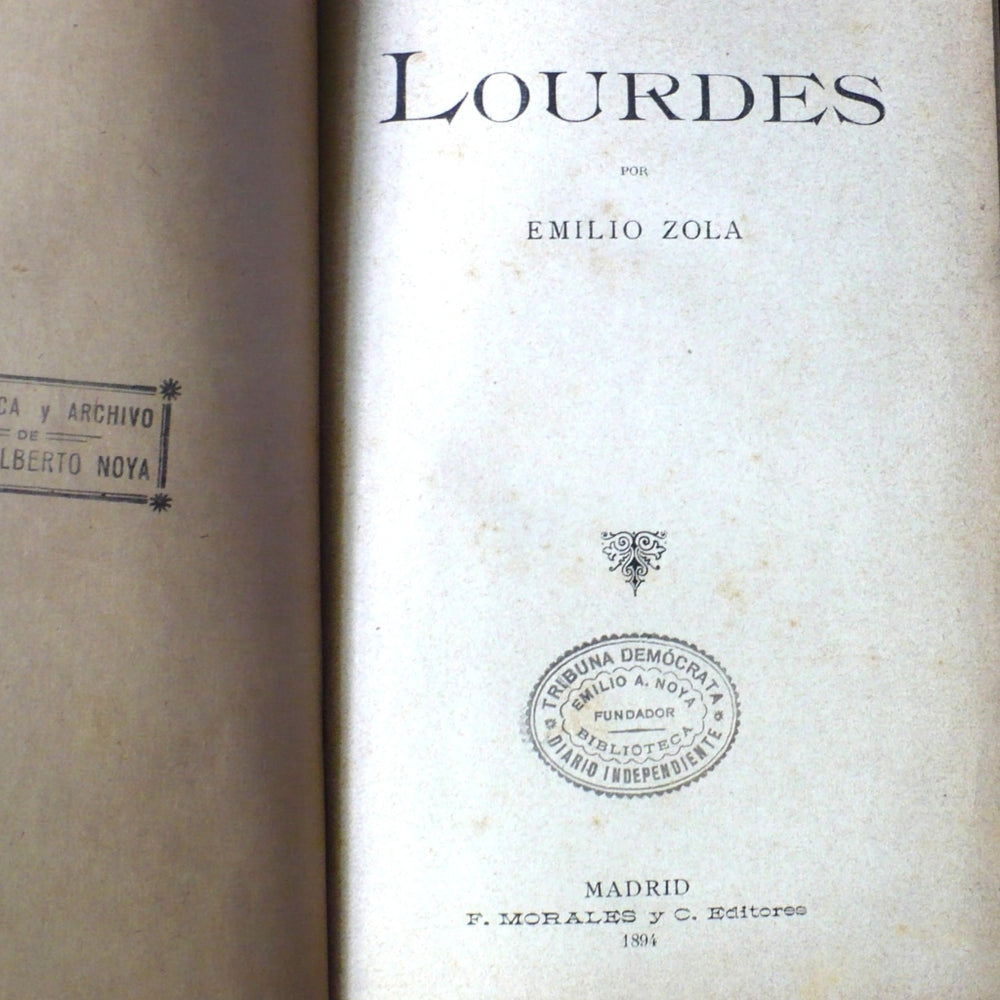 CA y ARCHIVO
DE
LBERTO NOYA
LOURDES
POR
EMILIO ZOLA
TRIBUNA DEMÓCRATA
EMILIO A. NOYA
FUNDADOR
BIBLIOTECA
DIARIO INDEPENDIENTE
MADRID
F. MORALES y C. Editores
1894